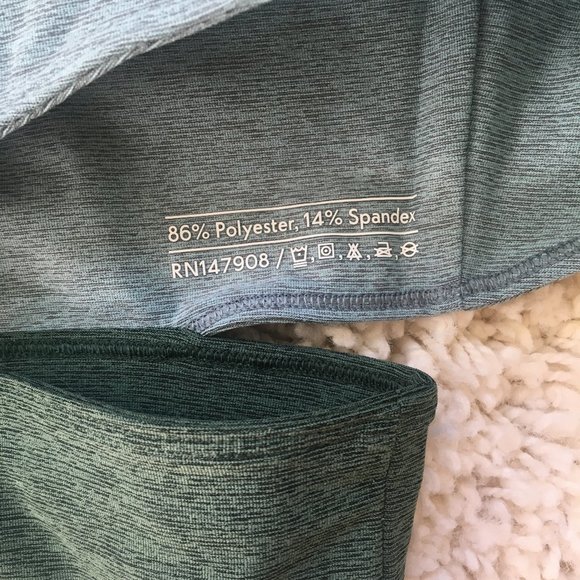 86% Polyester, 14% Spandex
RN147908 /